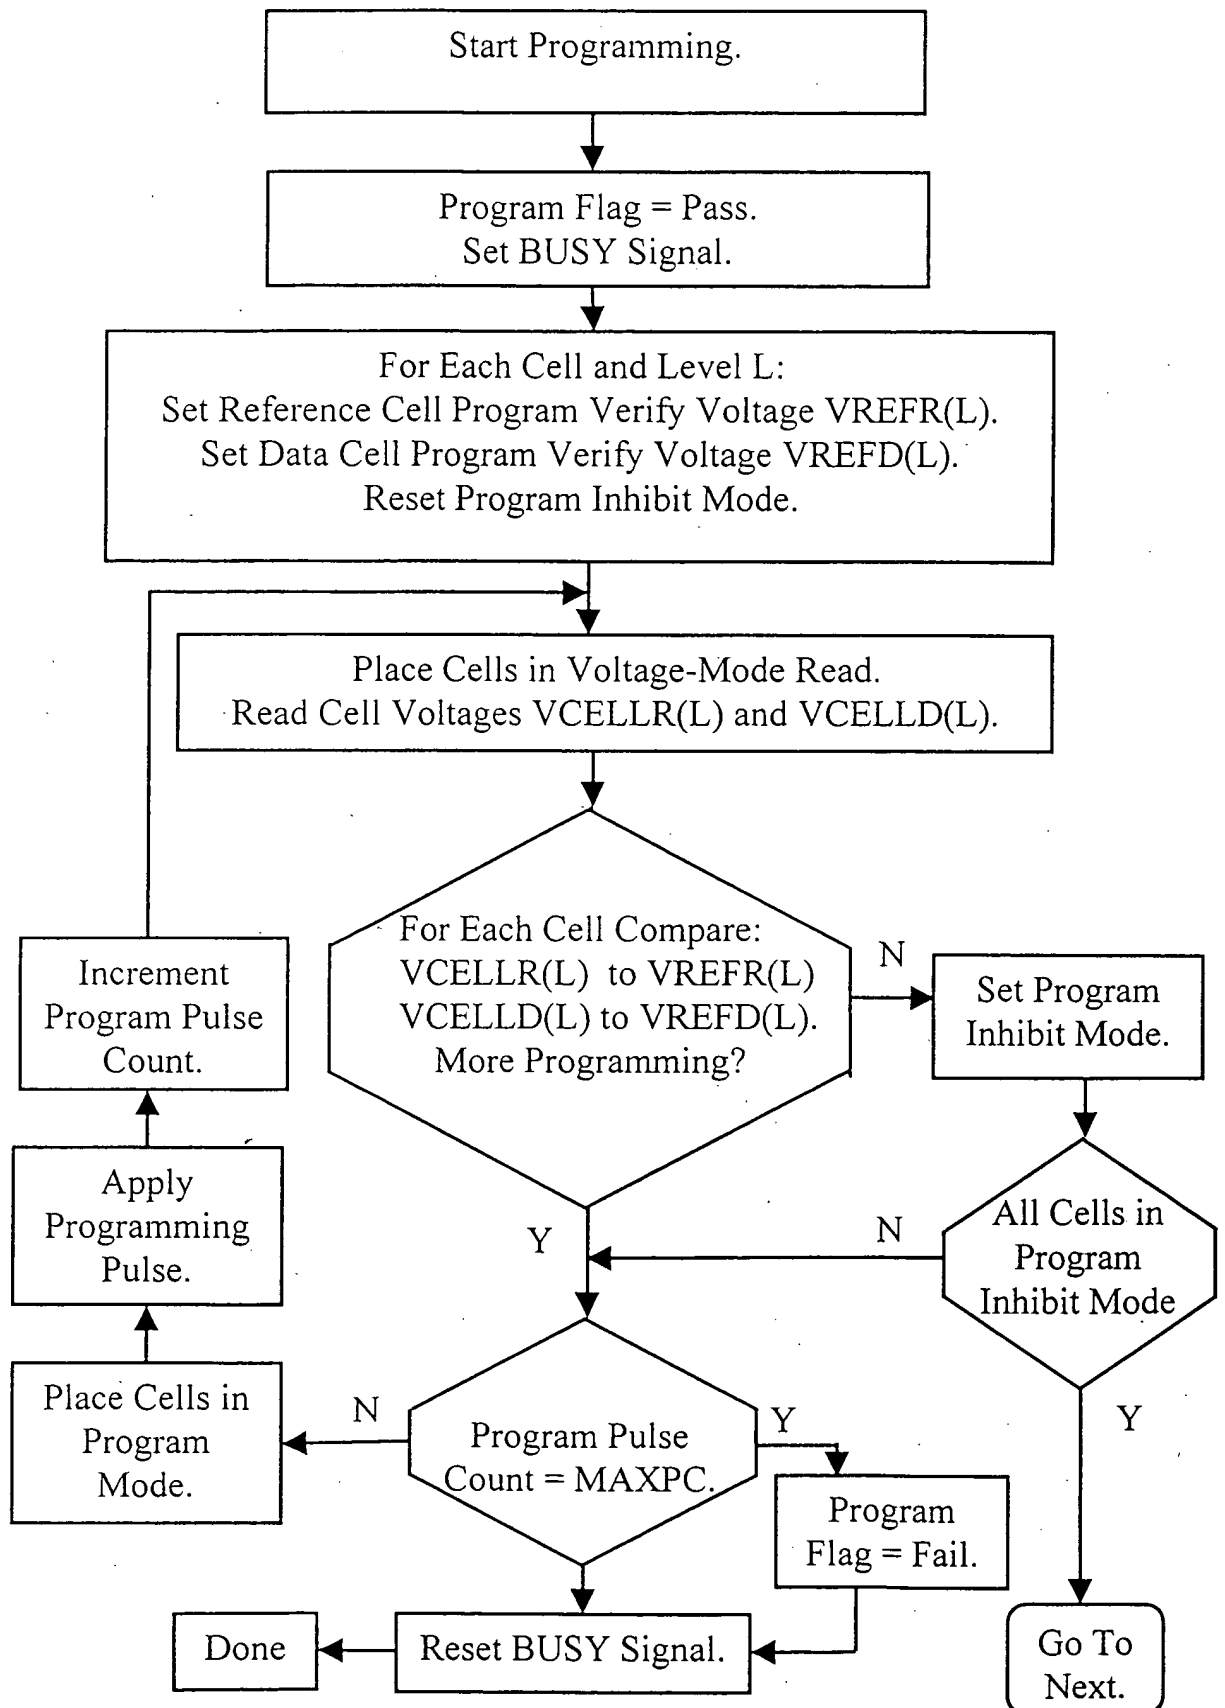 Start Programming.
Program Flag = Pass.
Set BUSY Signal.
For Each Cell and Level L:
Set Reference Cell Program Verify Voltage VREFR(L).
Set Data Cell Program Verify Voltage VREFD(L).
Reset Program Inhibit Mode.
Place Cells in Voltage-Mode Read.
Read Cell Voltages VCELLR(L) and VCELLD(L).
For Each Cell Compare:
VCELLR(L) to VREFR(L)
VCELLD(L) to VREFD(L).
More Programming?
N
Set Program
Inhibit Mode.
Increment
Program Pulse
Count.
Apply
Programming
Pulse.
Y
N
All Cells in
Program
Inhibit Mode
Place Cells in
Program
Mode.
N
Program Pulse
Count = MAXPC.
Y
Y
Program
Flag = Fail.
Done
Reset BUSY Signal.
Go To
Next.